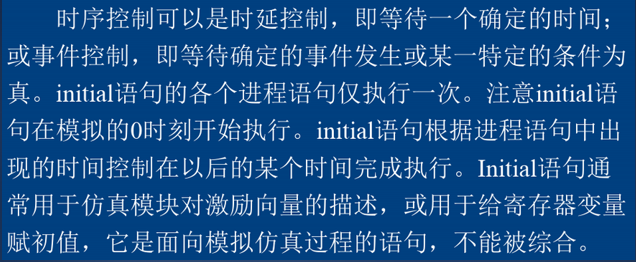 时序控制可以是时延控制，即等待一个确定的时间；
或事件控制，即等待确定的事件发生或某一特定的条件为
真。initial语句的各个进程语句仅执行一次。注意initial语
句在模拟的0时刻开始执行。initial语句根据进程语句中出
现的时间控制在以后的某个时间完成执行。Initial语句通
常用于仿真模块对激励向量的描述，或用于给寄存器变量
赋初值，它是面向模拟仿真过程的语句，不能被综合。